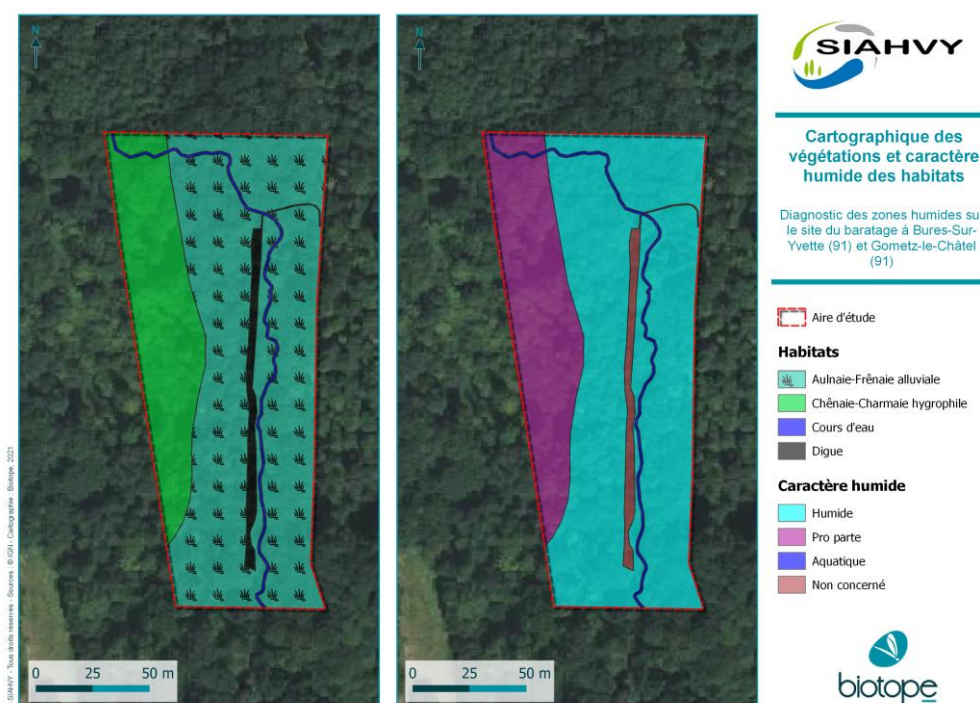 N
N
SIAHVY
Cartographique des
végétations et caractère
humide des habitats
Diagnostic des zones humides su
le site du baratage à Bures-Sur-
Yvette (91) et Gometz-le-Châtel
(91)
Aire d'étude
Habitats
Aulnaie-Frênaie alluviale
Chênaie-Charmaie hygrophile
Cours d'eau
Digue
Caractère humide
Humide
Pro parte
Aquatique
Non concerné
0 25 50 m
0 25 50 m
biotope
SIAHVY - Tous droits réservés - Sources : © IGN - Cartographie : Biotope, 2021